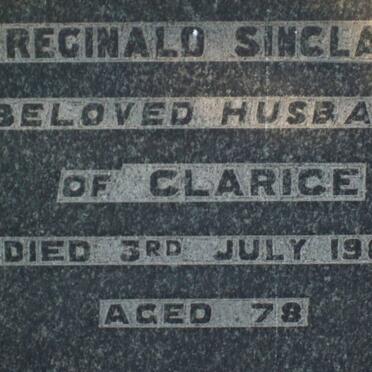 REGINALD SINCLA
BELOVED HUSBA
OF CLARICE
DIED 3RD JULY 19
AGED 78